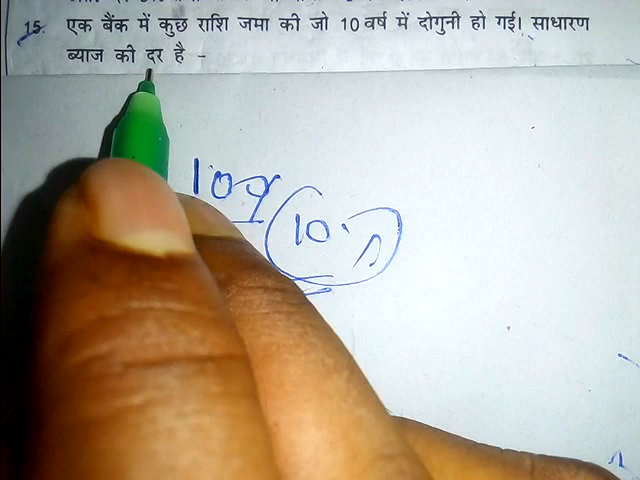 15. एक बैंक में कुछ राशि जमा की जो 10 वर्ष में दोगुनी हो गई। साधारण
ब्याज की दर है -
10
10